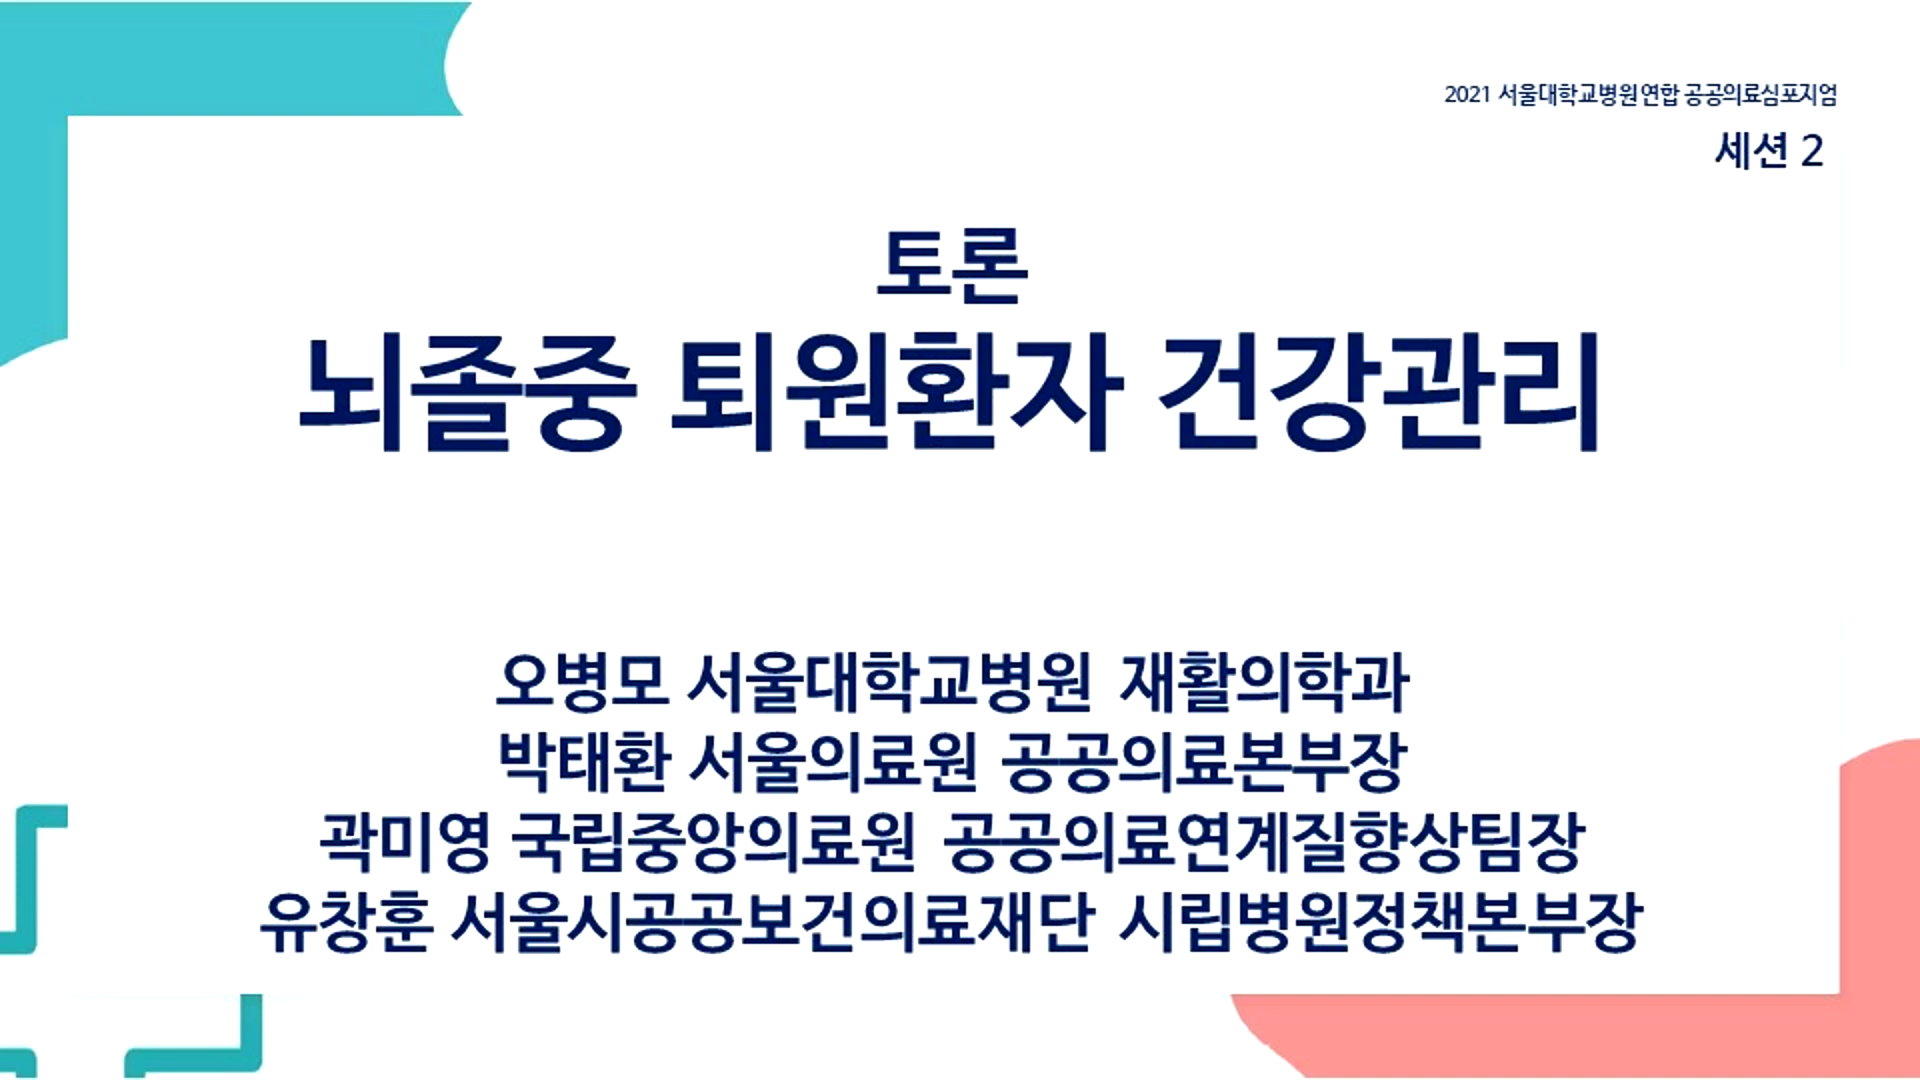 2021 서울대학교병원연합 공공의료심포지엄
세션 2
토론
뇌졸중 퇴원환자 건강관리
오병모 서울대학교병원 재활의학과
박태환 서울의료원 공공의료본부장
곽미영 국립중앙의료원 공공의료연계질향상팀장
유창훈 서울시공공보건의료재단 시립병원정책본부장